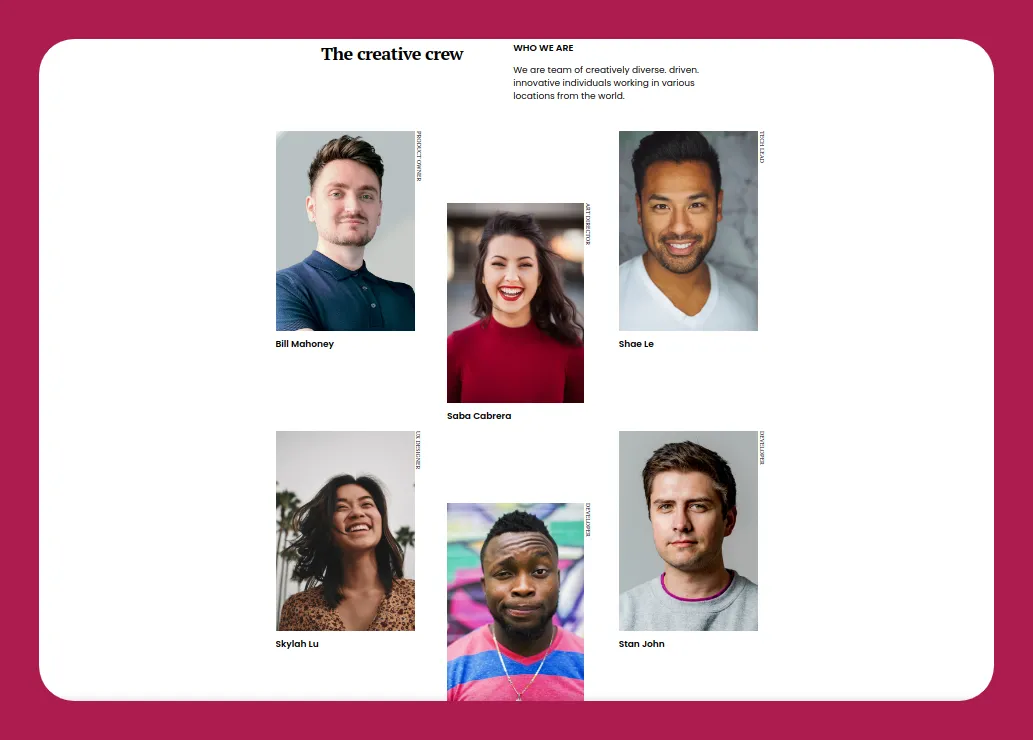 The creative crew
WHO WE ARE
We are team of creatively diverse. driven.
innovative individuals working in various
locations from the world.
PRODUCT OWNER
Bill Mahoney
ART DIRECTOR
Saba Cabrera
TECH LEAD
Shae Le
UX DESIGNER
Skylah Lu
DEVELOPER
DEVELOPER
Stan John